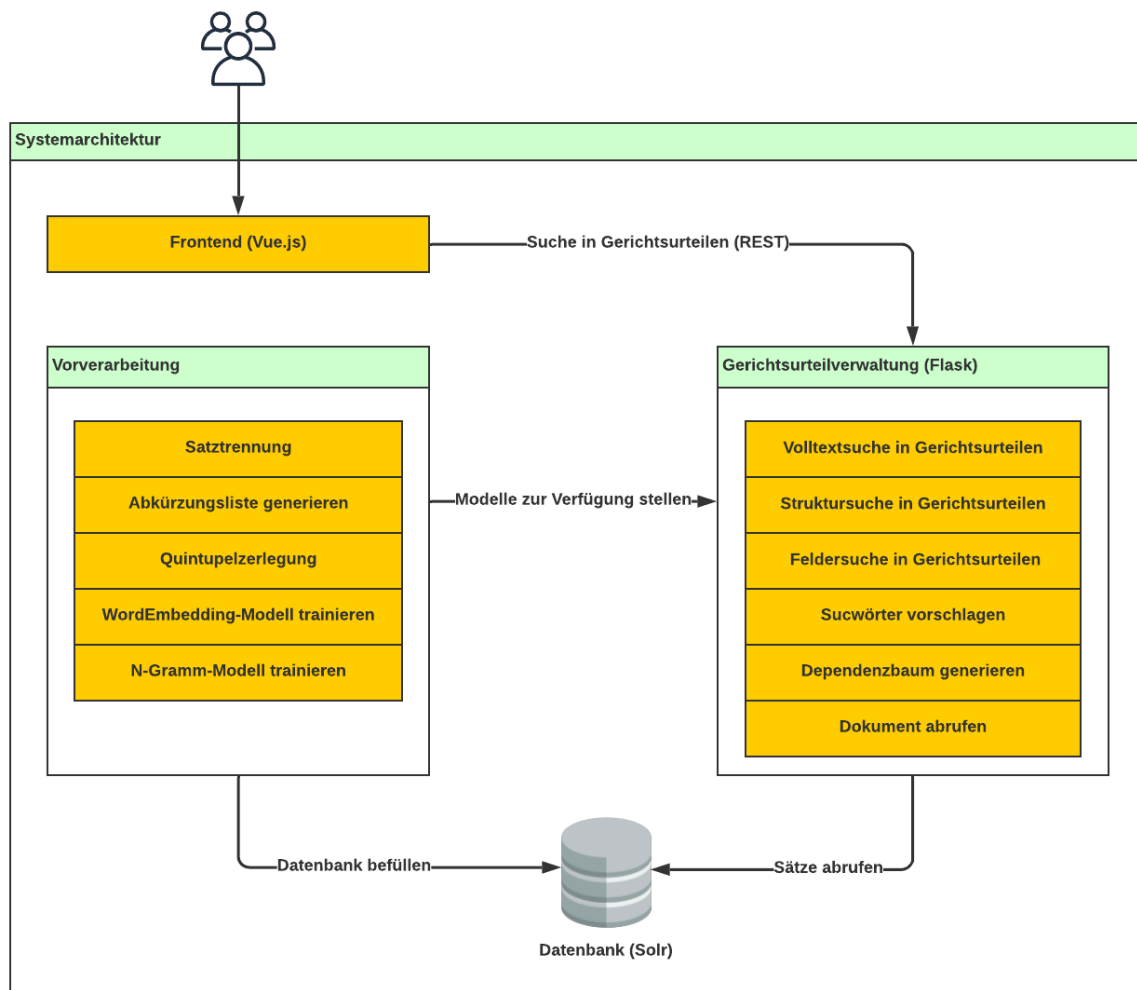 Systemarchitektur
Frontend (Vue.js)
Suche in Gerichtsurteilen (REST)
Vorverarbeitung
Satztrennung
Abkürzungsliste generieren
Quintupelzerlegung
WordEmbedding-Modell trainieren
N-Gramm-Modell trainieren
Modelle zur Verfügung stellen
Gerichtsurteilverwaltung (Flask)
Volltextsuche in Gerichtsurteilen
Struktursuche in Gerichtsurteilen
Feldersuche in Gerichtsurteilen
Sucwörter vorschlagen
Dependenzbaum generieren
Dokument abrufen
Datenbank befüllen
Sätze abrufen
Datenbank (Solr)